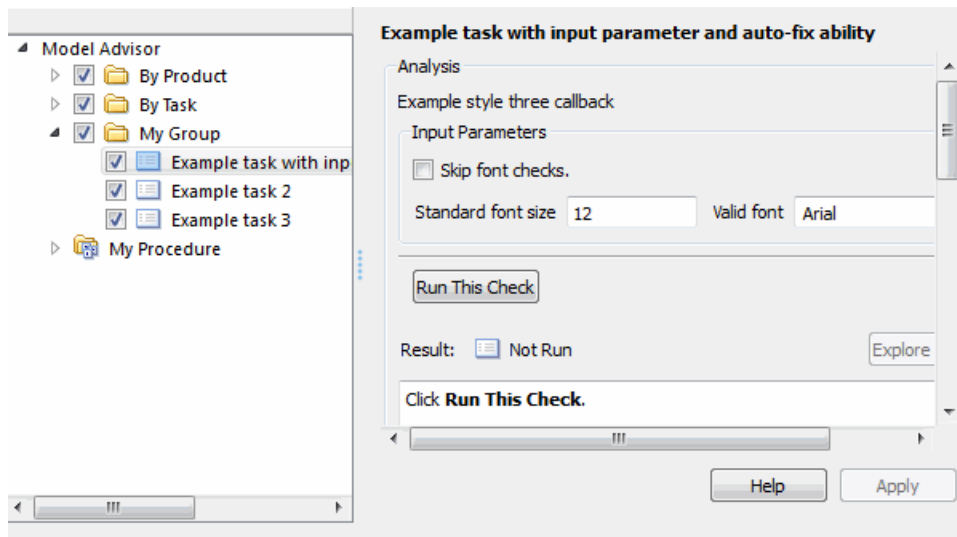 Model Advisor
By Product
By Task
My Group
Example task with inp
Example task 2
Example task 3
My Procedure
Example task with input parameter and auto-fix ability
Analysis
Example style three callback
Input Parameters
Skip font checks.
Standard font size 12 Valid font Arial
Run This Check
Result: Not Run Explore
Click Run This Check.
Help Apply